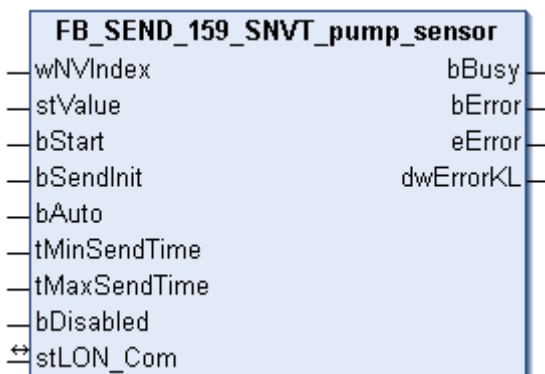 FB_SEND_159_SNVT_pump_sensor
wNVIndex bBusy
stValue bError
bStart eError
bSendInit dwErrorKL
bAuto
tMinSendTime
tMaxSendTime
bDisabled
stLON_Com